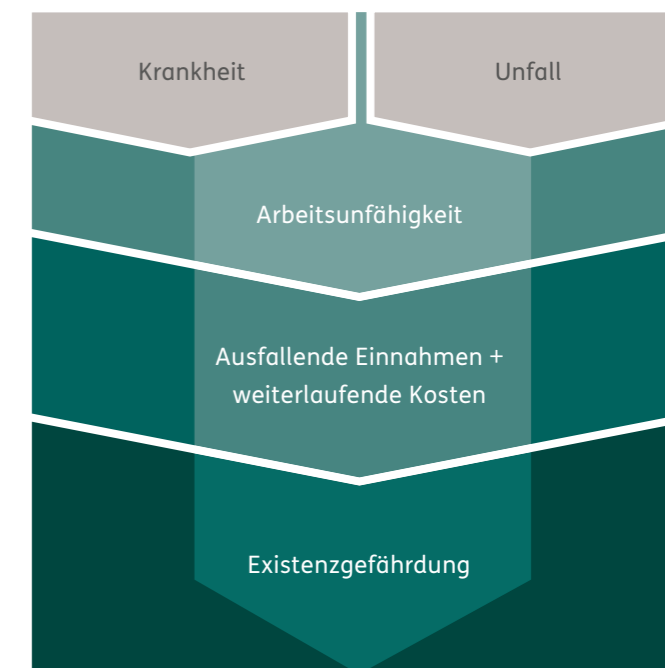 Krankheit
Unfall
Arbeitsunfähigkeit
Ausfallende Einnahmen +
weiterlaufende Kosten
Existenzgefährdung